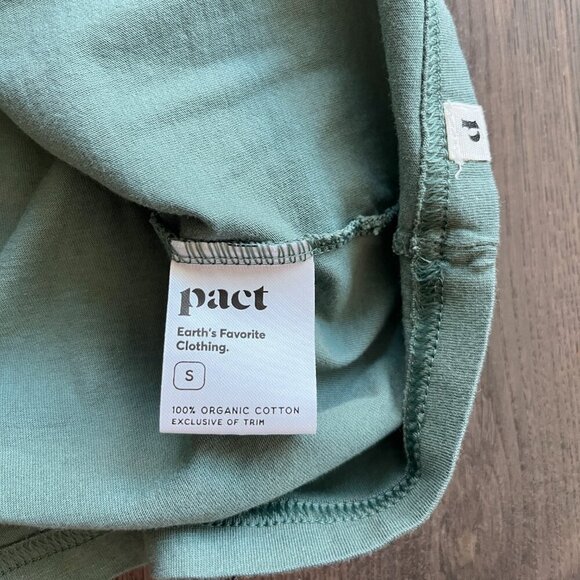 p
pact
Earth's Favorite
Clothing.
S
100% ORGANIC COTTON
EXCLUSIVE OF TRIM